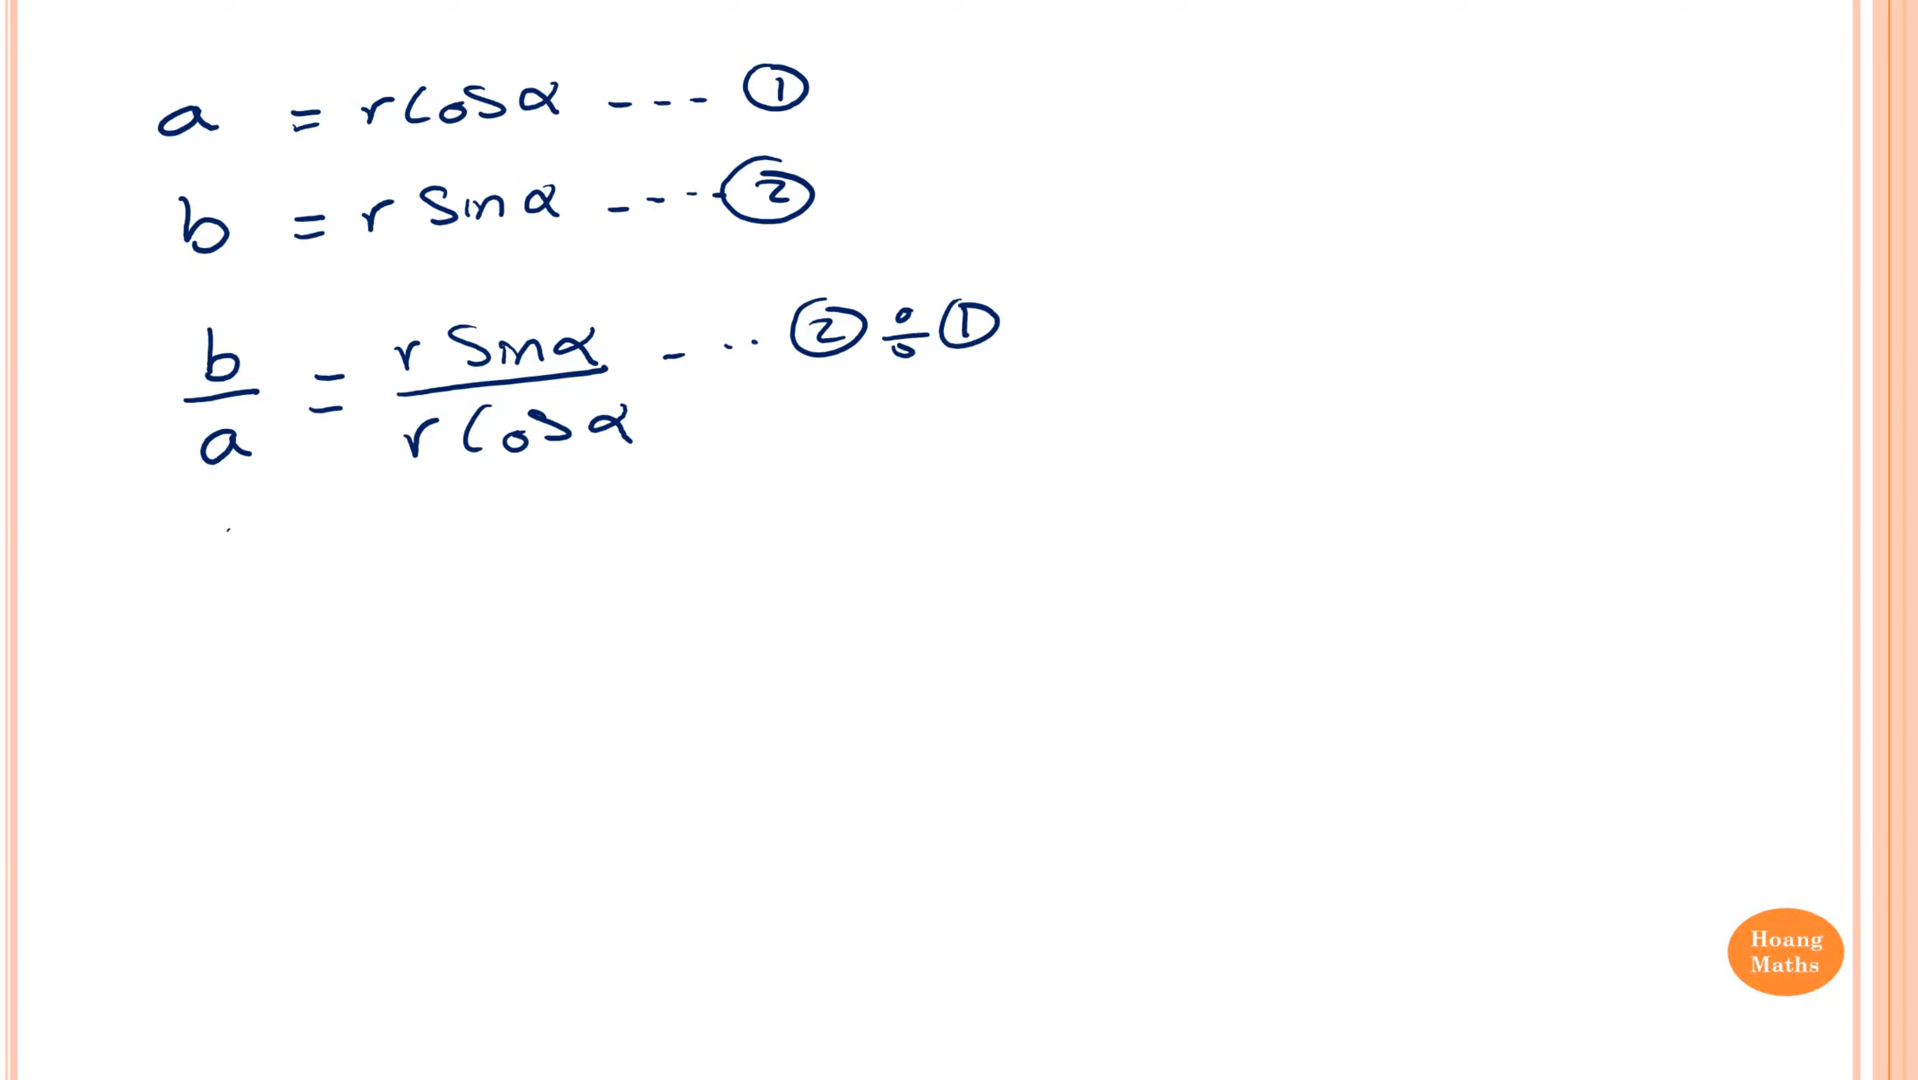 a = r Cos α --- ①
b = r Sin α ---- ②
b/a = r Sin α / r Cos α - ·· ② ÷ ①
Hoang
Maths